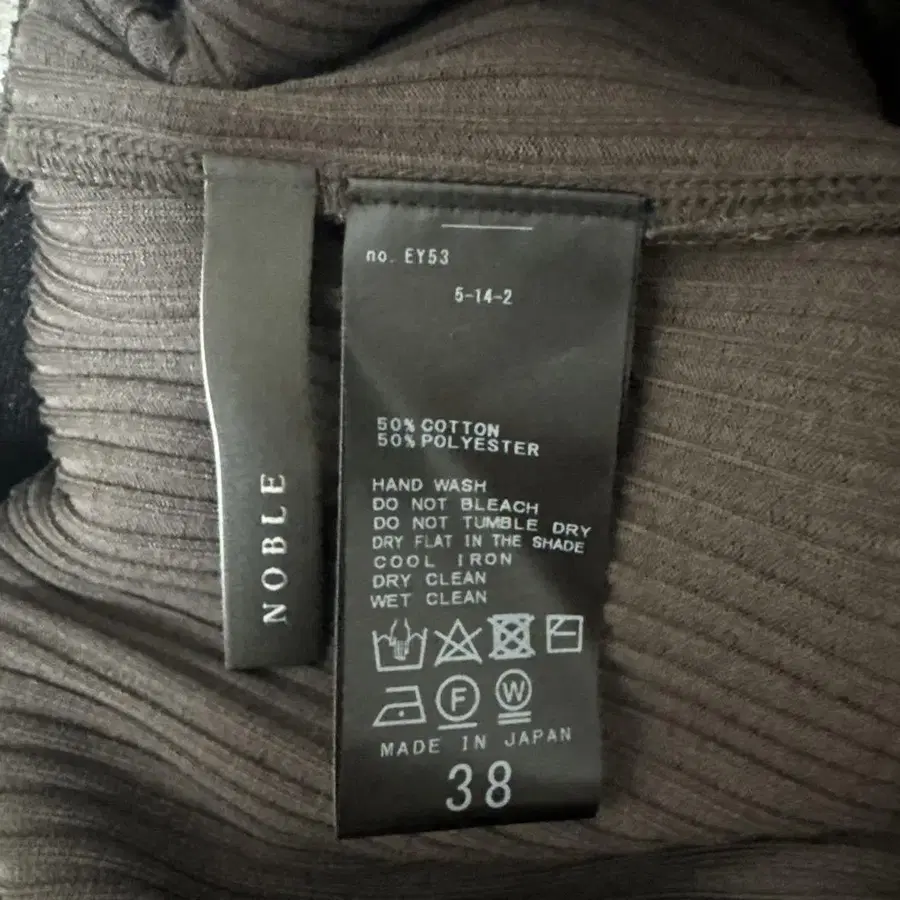 NOBLE
no. EY53
5-14-2
50% COTTON
50% POLYESTER
HAND WASH
DO NOT BLEACH
DO NOT TUMBLE DRY
DRY FLAT IN THE SHADE
COOL IRON
DRY CLEAN
WET CLEAN
F W
MADE IN JAPAN
38